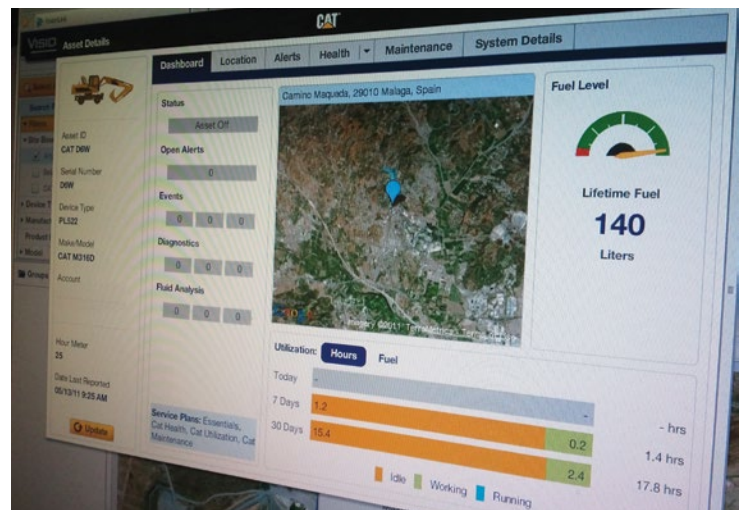 CAT
VISIO
Asset Details
Dashboard
Location
Alerts
Health
Maintenance
System Details
Asset ID
CAT D6W
Serial Number
D6W
Device Type
PL522
Make/Model
CAT M316D
Account
Hour Meter
25
Date Last Reported
05/13/11 9:25 AM
Update
Groups
Status
Asset Off
Open Alerts
0
Events
0 0 0
Diagnostics
0 0 0
Fluid Analysis
0 0 0
Service Plans: Essentials,
Cat Health, Cat Utilization, Cat
Maintenance
Camino Maqueda, 29010 Malaga, Spain
Imagery ©2011 TerraMetrics
Fuel Level
Lifetime Fuel
140
Liters
Utilization: Hours Fuel
Today - - - hrs
7 Days 1.2 0.2 1.4 hrs
30 Days 15.4 2.4 17.8 hrs
Idle Working Running